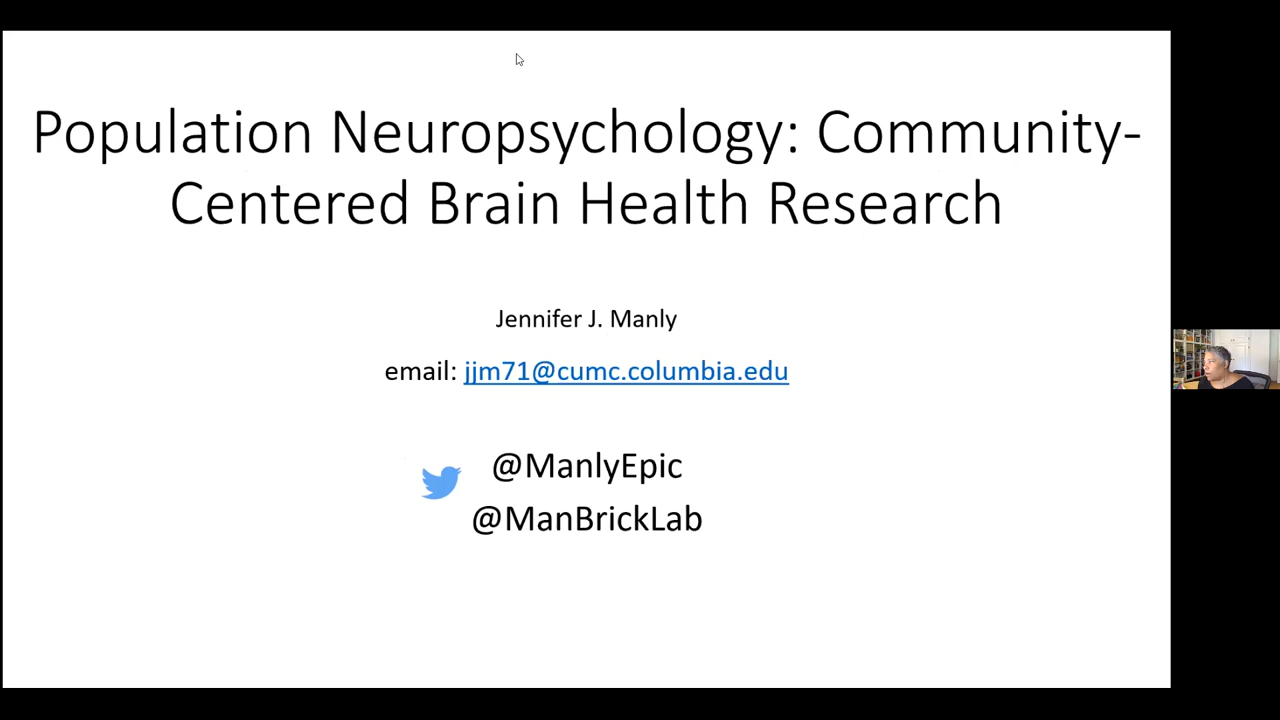 Population Neuropsychology: Community-
Centered Brain Health Research
Jennifer J. Manly
email: jjm71@cumc.columbia.edu
@ManlyEpic
@ManBrickLab